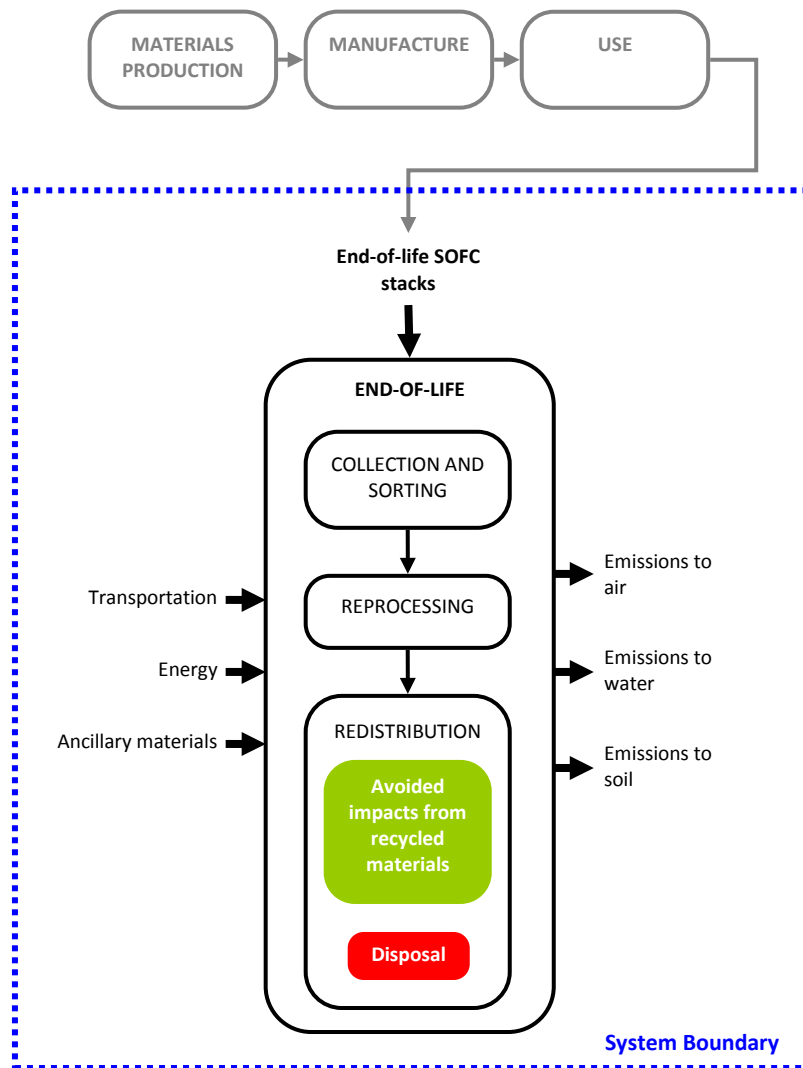 MATERIALS
PRODUCTION
MANUFACTURE
USE
End-of-life SOFC
stacks
END-OF-LIFE
COLLECTION AND
SORTING
Transportation
REPROCESSING
Emissions to
air
Energy
Emissions to
water
Ancillary materials
REDISTRIBUTION
Emissions to
soil
Avoided
impacts from
recycled
materials
Disposal
System Boundary